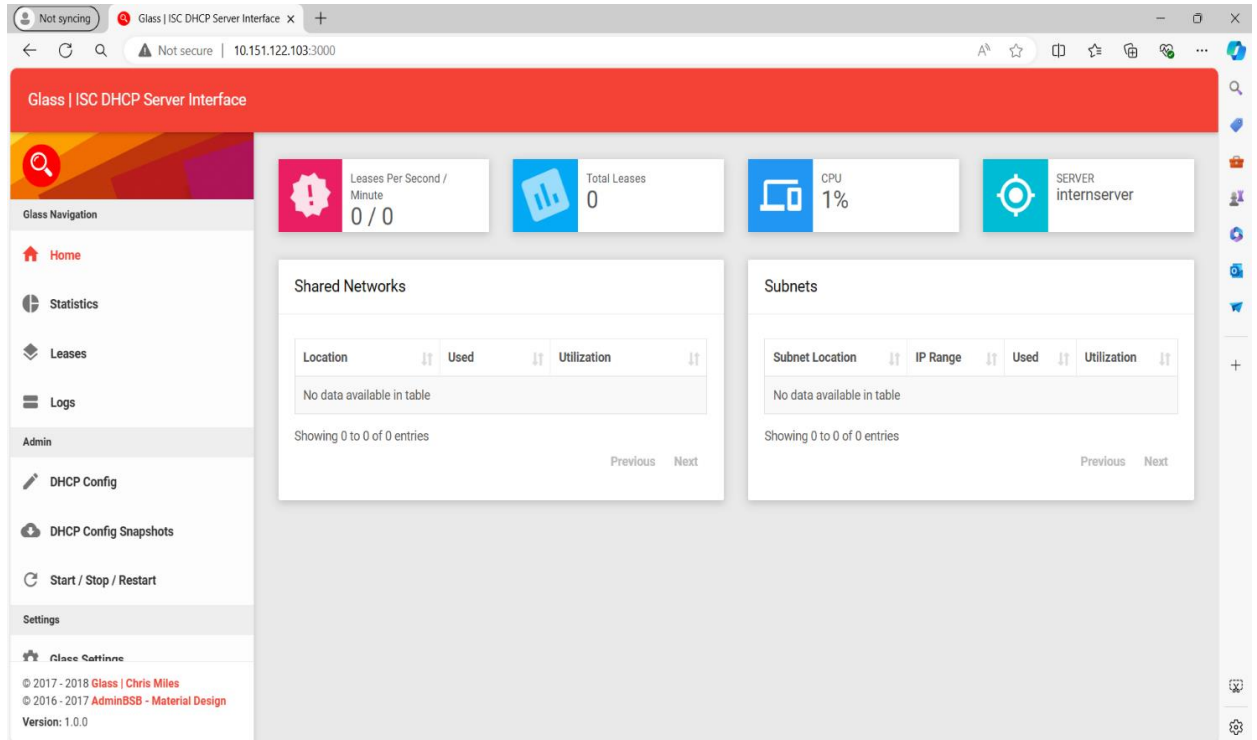 Not syncing
Glass | ISC DHCP Server Interface
Not secure | 10.151.122.103:3000
Glass | ISC DHCP Server Interface
Glass Navigation
Home
Statistics
Leases
Logs
Admin
DHCP Config
DHCP Config Snapshots
Start / Stop / Restart
Settings
Glass Settings
© 2017 - 2018 Glass | Chris Miles
© 2016 - 2017 AdminBSB - Material Design
Version: 1.0.0
Leases Per Second /
Minute
0 / 0
Total Leases
0
CPU
1%
SERVER
internserver
Shared Networks
Location Used Utilization
No data available in table
Showing 0 to 0 of 0 entries
Previous Next
Subnets
Subnet Location IP Range Used Utilization
No data available in table
Showing 0 to 0 of 0 entries
Previous Next